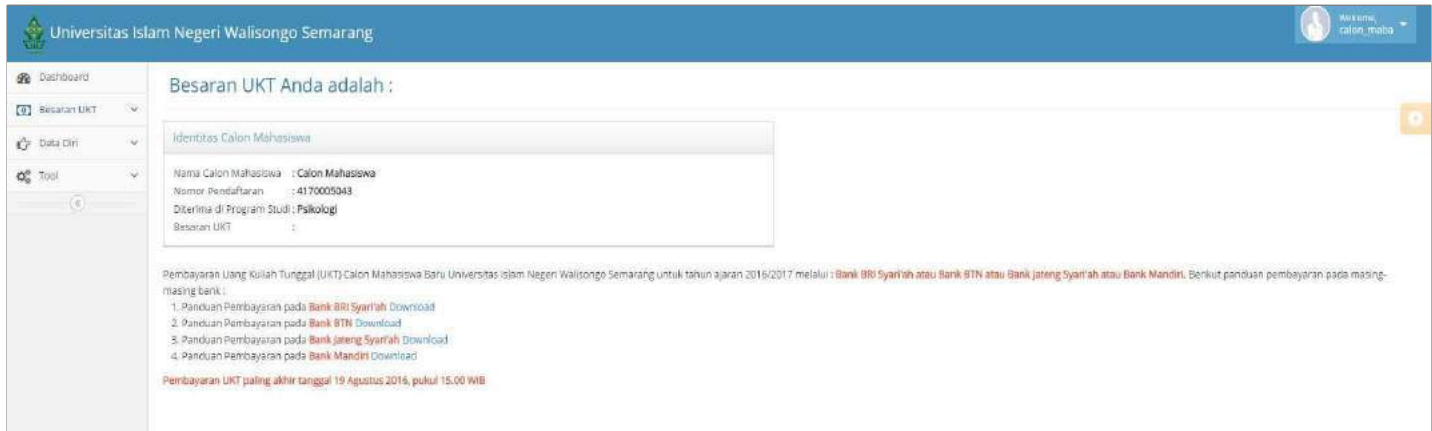 Universitas Islam Negeri Walisongo Semarang
Welcome,
calon_maba
Dashboard
Besaran UKT
Data Diri
Tool
Besaran UKT Anda adalah :
Identitas Calon Mahasiswa
Nama Calon Mahasiswa : Calon Mahasiswa
Nomor Pendaftaran : 4170005043
Diterima di Program Studi : Psikologi
Besaran UKT :
Pembayaran Uang Kuliah Tunggal (UKT) Calon Mahasiswa Baru Universitas Islam Negeri Walisongo Semarang untuk tahun ajaran 2016/2017 melalui : Bank BRI Syari'ah atau Bank BTN atau Bank Jateng Syari'ah atau Bank Mandiri. Berikut panduan pembayaran pada masing-
masing bank :
1. Panduan Pembayaran pada Bank BRI Syari'ah Download
2. Panduan Pembayaran pada Bank BTN Download
3. Panduan Pembayaran pada Bank Jateng Syari'ah Download
4. Panduan Pembayaran pada Bank Mandiri Download
Pembayaran UKT paling akhir tanggal 19 Agustus 2016, pukul 15.00 WIB